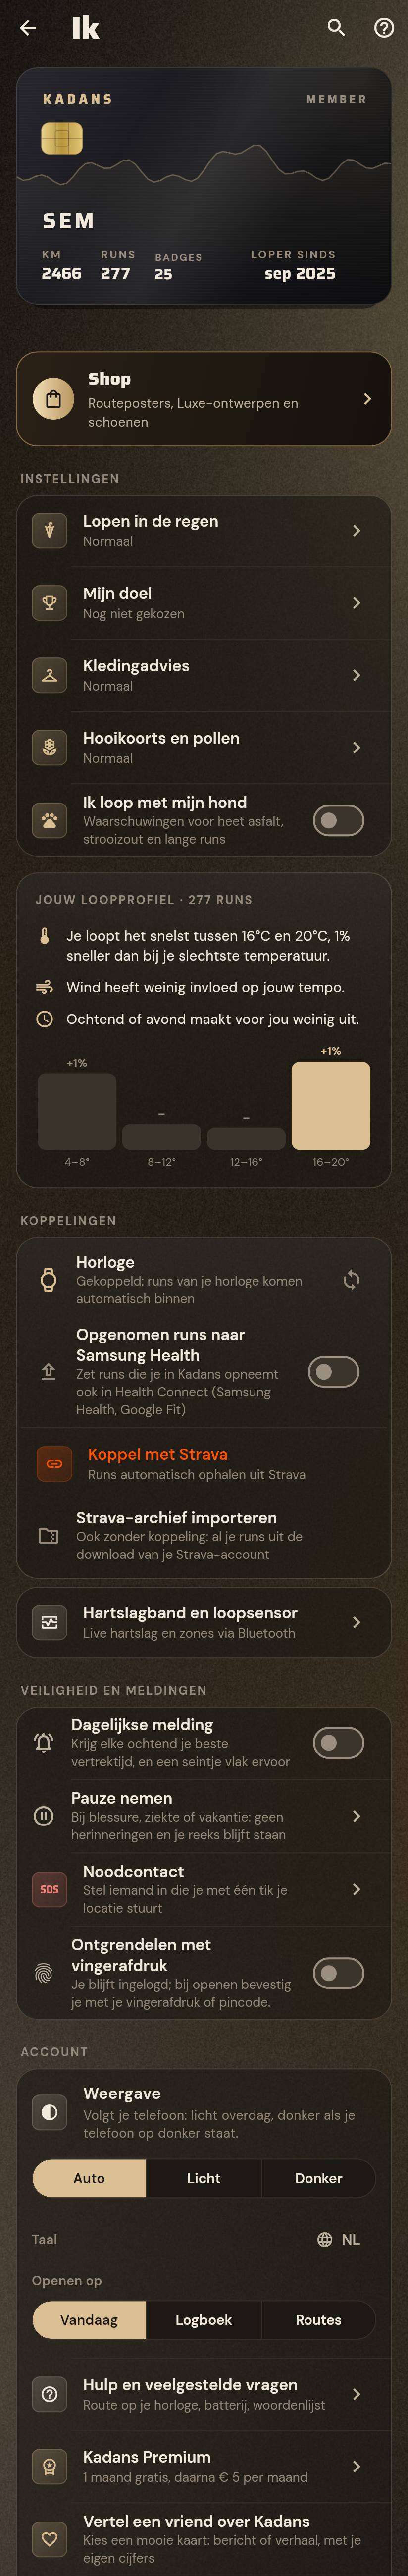 Ik
KADANS
MEMBER
SEM
KM
RUNS
BADGES
LOPER SINDS
2466
277
25
sep 2025
Shop
Routeposters, Luxe-ontwerpen en
schoenen
INSTELLINGEN
Lopen in de regen
Normaal
Mijn doel
Nog niet gekozen
Kledingadvies
Normaal
Hooikoorts en pollen
Normaal
Ik loop met mijn hond
Waarschuwingen voor heet asfalt,
strooizout en lange runs
JOUW LOOPPROFIEL · 277 RUNS
Je loopt het snelst tussen 16°C en 20°C, 1%
sneller dan bij je slechtste temperatuur.
Wind heeft weinig invloed op jouw tempo.
Ochtend of avond maakt voor jou weinig uit.
+1%
–
–
+1%
4–8°
8–12°
12–16°
16–20°
KOPPELINGEN
Horloge
Gekoppeld: runs van je horloge komen
automatisch binnen
Opgenomen runs naar
Samsung Health
Zet runs die je in Kadans opneemt
ook in Health Connect (Samsung
Health, Google Fit)
Koppel met Strava
Runs automatisch ophalen uit Strava
Strava-archief importeren
Ook zonder koppeling: al je runs uit de
download van je Strava-account
Hartslagband en loopsensor
Live hartslag en zones via Bluetooth
VEILIGHEID EN MELDINGEN
Dagelijkse melding
Krijg elke ochtend je beste
vertrektijd, en een seintje vlak ervoor
Pauze nemen
Bij blessure, ziekte of vakantie: geen
herinneringen en je reeks blijft staan
SOS
Noodcontact
Stel iemand in die je met één tik je
locatie stuurt
Ontgrendelen met
vingerafdruk
Je blijft ingelogd; bij openen bevestig
je met je vingerafdruk of pincode.
ACCOUNT
Weergave
Volgt je telefoon: licht overdag, donker als je
telefoon op donker staat.
Auto
Licht
Donker
Taal
NL
Openen op
Vandaag
Logboek
Routes
Hulp en veelgestelde vragen
Route op je horloge, batterij, woordenlijst
Kadans Premium
1 maand gratis, daarna € 5 per maand
Vertel een vriend over Kadans
Kies een mooie kaart: bericht of verhaal, met je
eigen cijfers